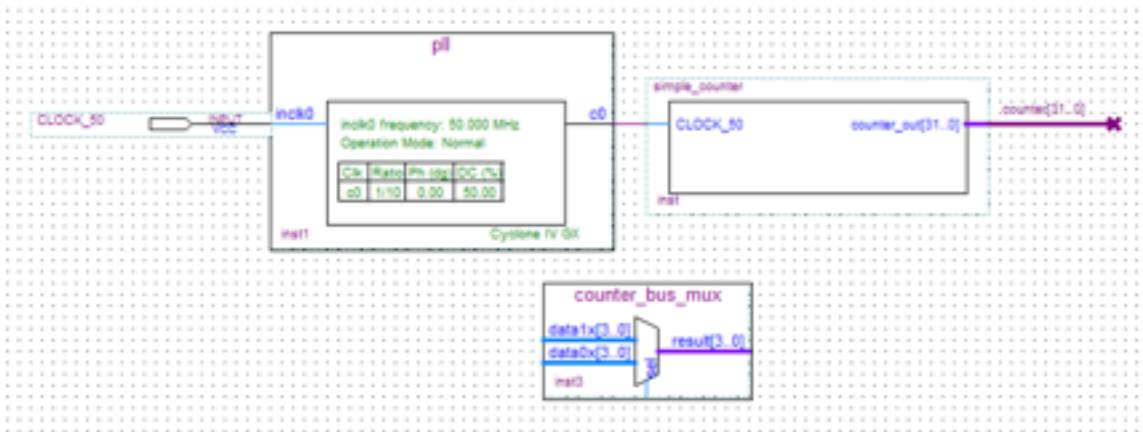 pll
CLOCK_50
INPUT
VCC
inclk0
c0
inclk0 frequency: 50.000 MHz
Operation Mode: Normal
Clk Ratio Ph (dg) DC (%)
c0 1/10 0.00 50.00
inst1
Cyclone IV GX
simple_counter
CLOCK_50
counter_out[31..0]
counter[31..0]
inst
counter_bus_mux
data1x[3..0]
data0x[3..0]
result[3..0]
sel
inst3